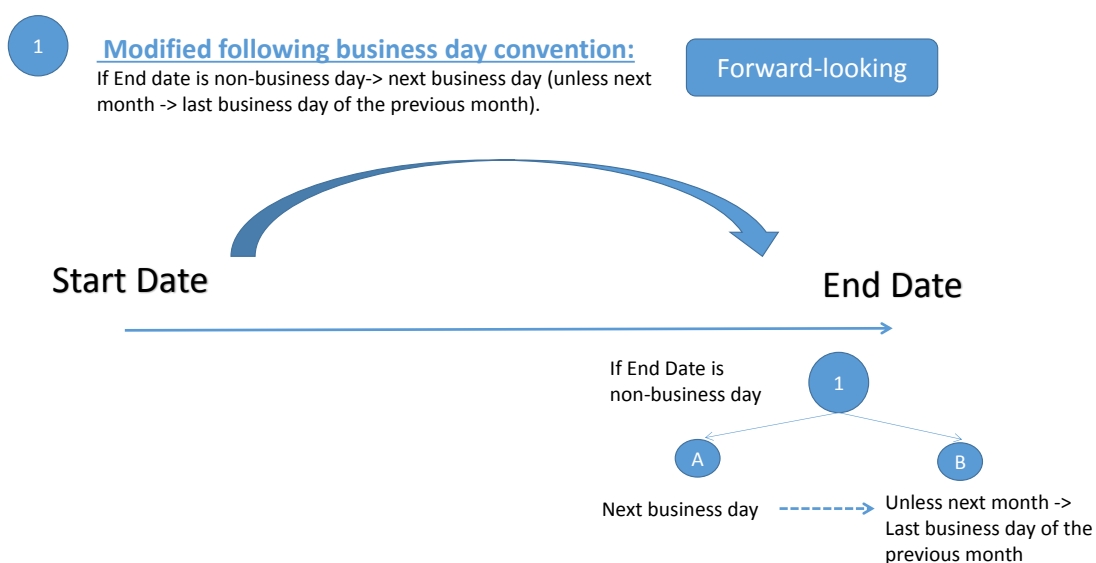 1
Modified following business day convention:
If End date is non-business day-> next business day (unless next
month -> last business day of the previous month).
Forward-looking
Start Date
End Date
If End Date is
non-business day
1
A
B
Next business day
Unless next month ->
Last business day of the
previous month